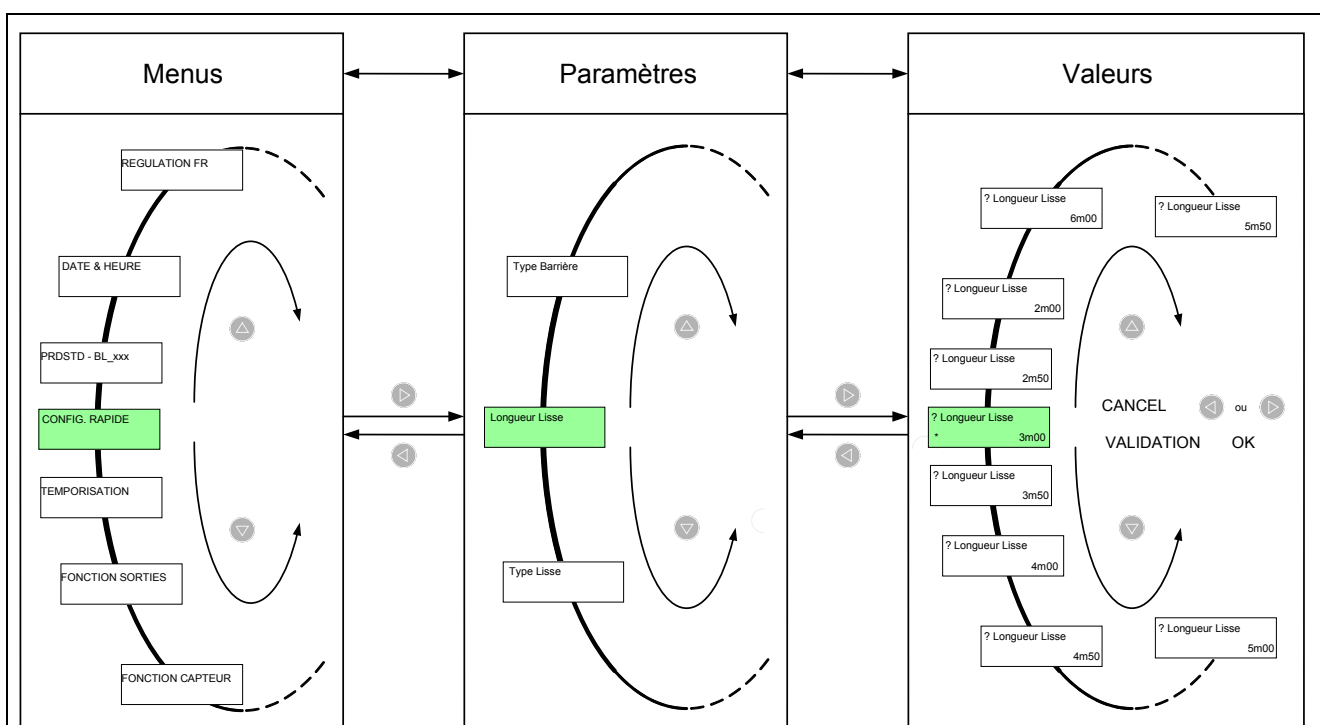 Menus
Paramètres
Valeurs
REGULATION FR
DATE & HEURE
PRDSTD - BL_xxx
CONFIG. RAPIDE
TEMPORISATION
FONCTION SORTIES
FONCTION CAPTEUR
Type Barrière
Longueur Lisse
Type Lisse
? Longueur Lisse
6m00
? Longueur Lisse
5m50
? Longueur Lisse
2m00
? Longueur Lisse
2m50
? Longueur Lisse
* 3m00
? Longueur Lisse
3m50
? Longueur Lisse
4m00
? Longueur Lisse
4m50
? Longueur Lisse
5m00
CANCEL ou
VALIDATION OK